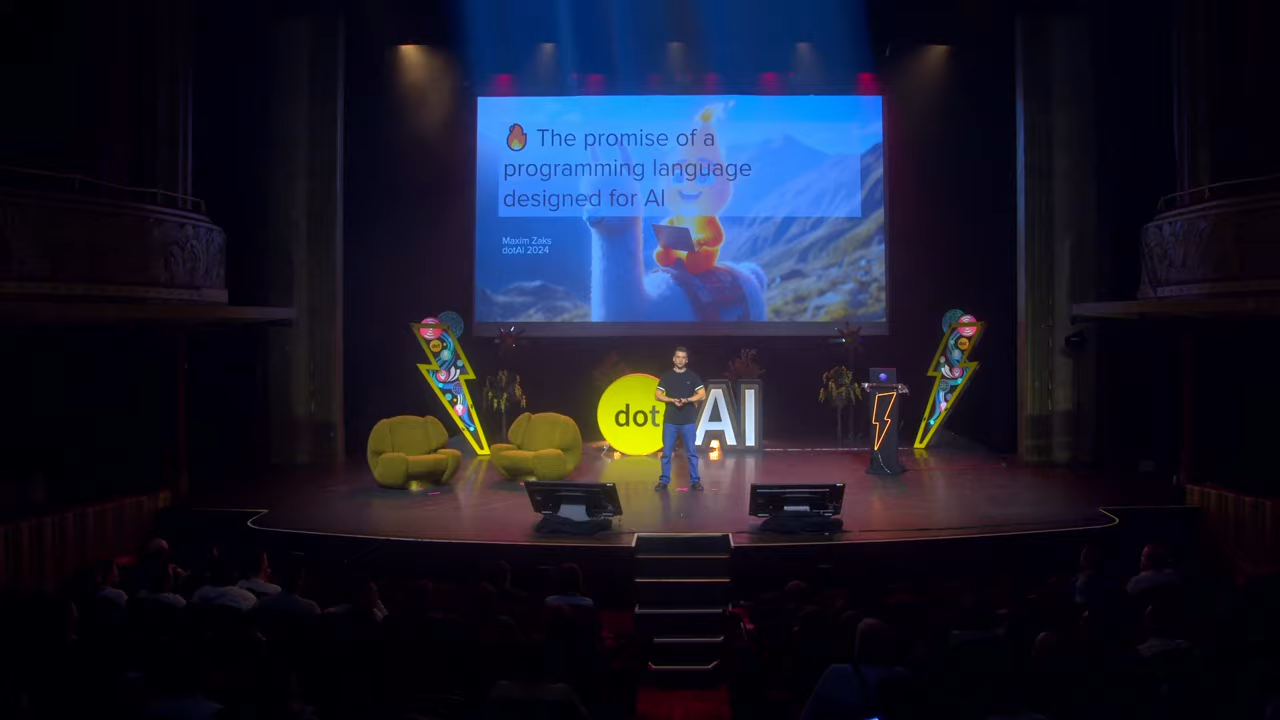 🔥 The promise of a
programming language
designed for AI
Maxim Zaks
dotAI 2024
dot AI